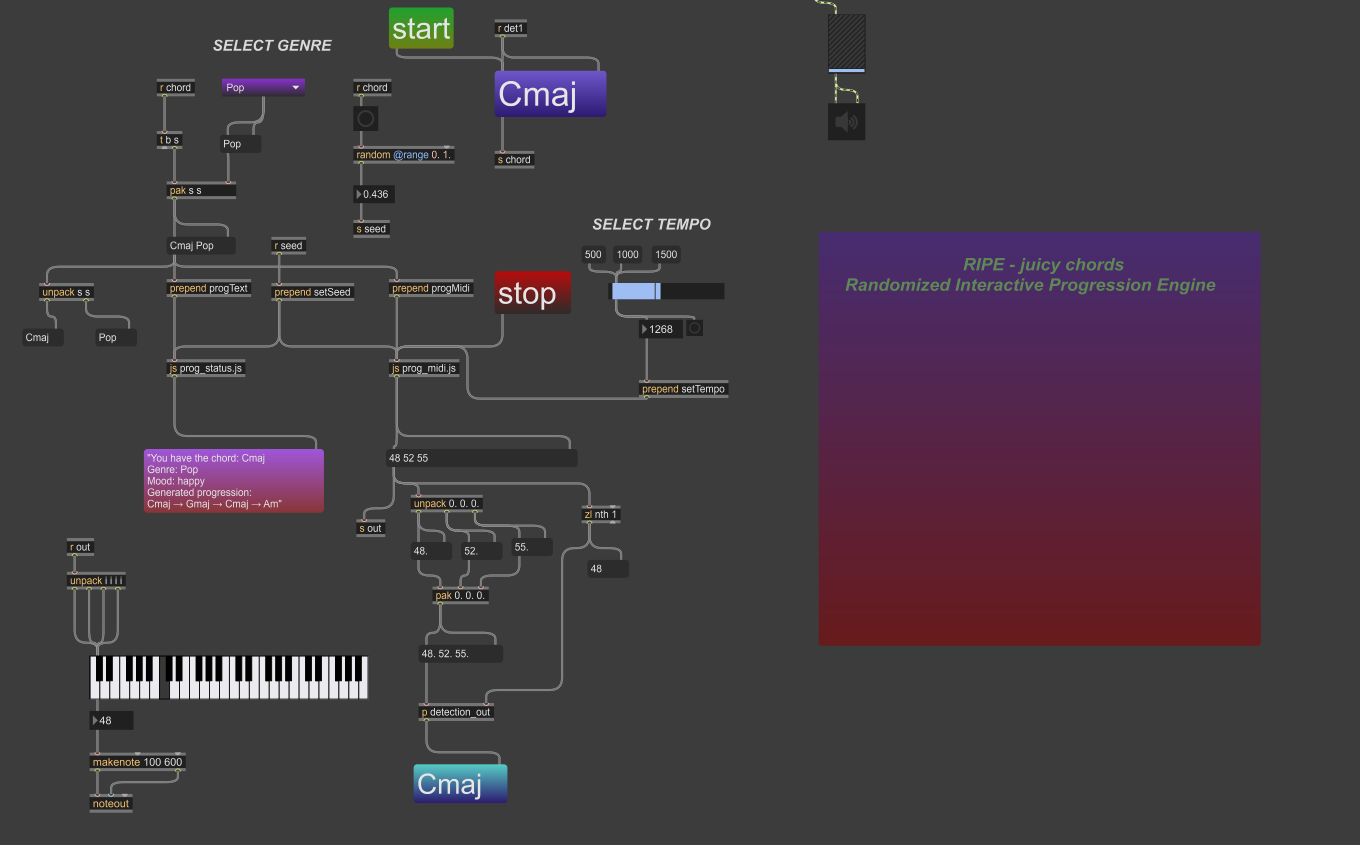 start
r det1
SELECT GENRE
Cmaj
r chord
Pop
r chord
t b s
Pop
random @range 0. 1.
s chord
pak s s
0.436
s seed
SELECT TEMPO
Cmaj Pop
r seed
500
1000
1500
unpack s s
prepend progText
prepend setSeed
prepend progMidi
stop
RIPE - juicy chords
Randomized Interactive Progression Engine
1268
Cmaj
Pop
js prog_status.js
js prog_midi.js
prepend setTempo
"You have the chord: Cmaj
Genre: Pop
Mood: happy
Generated progression:
Cmaj → Gmaj → Cmaj → Am"
48 52 55
unpack 0. 0. 0.
s out
zl nth 1
48.
52.
55.
48
r out
unpack i i i i
pak 0. 0. 0.
48. 52. 55.
48
p detection_out
makenote 100 600
Cmaj
noteout